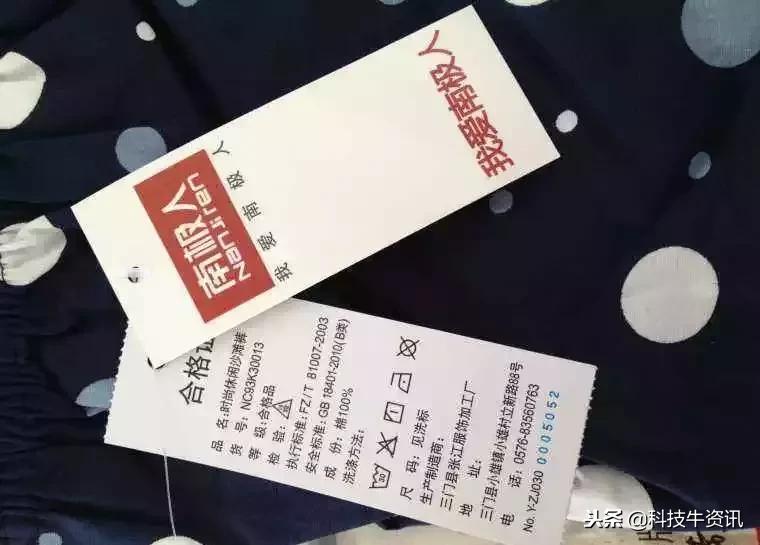 我爱南极人
南极人
Nanjiren
我爱南极人
合格证
品 名:时尚休闲沙滩裤
货 号: NC93K30013
等 级:合格品
检 验:
执行标准:FZ/T 81007-2003
安全标准:GB 18401-2010(B类)
成 份: 棉100%
洗涤方法:
30
尺 码: 见洗标
生产制造商:
三门县张江服饰加工厂
地 址:
三门县小雄镇小雄村立新路88号
电 话: 0576-83560763
No. Y-ZJ030 0005052
头条 @科技牛资讯